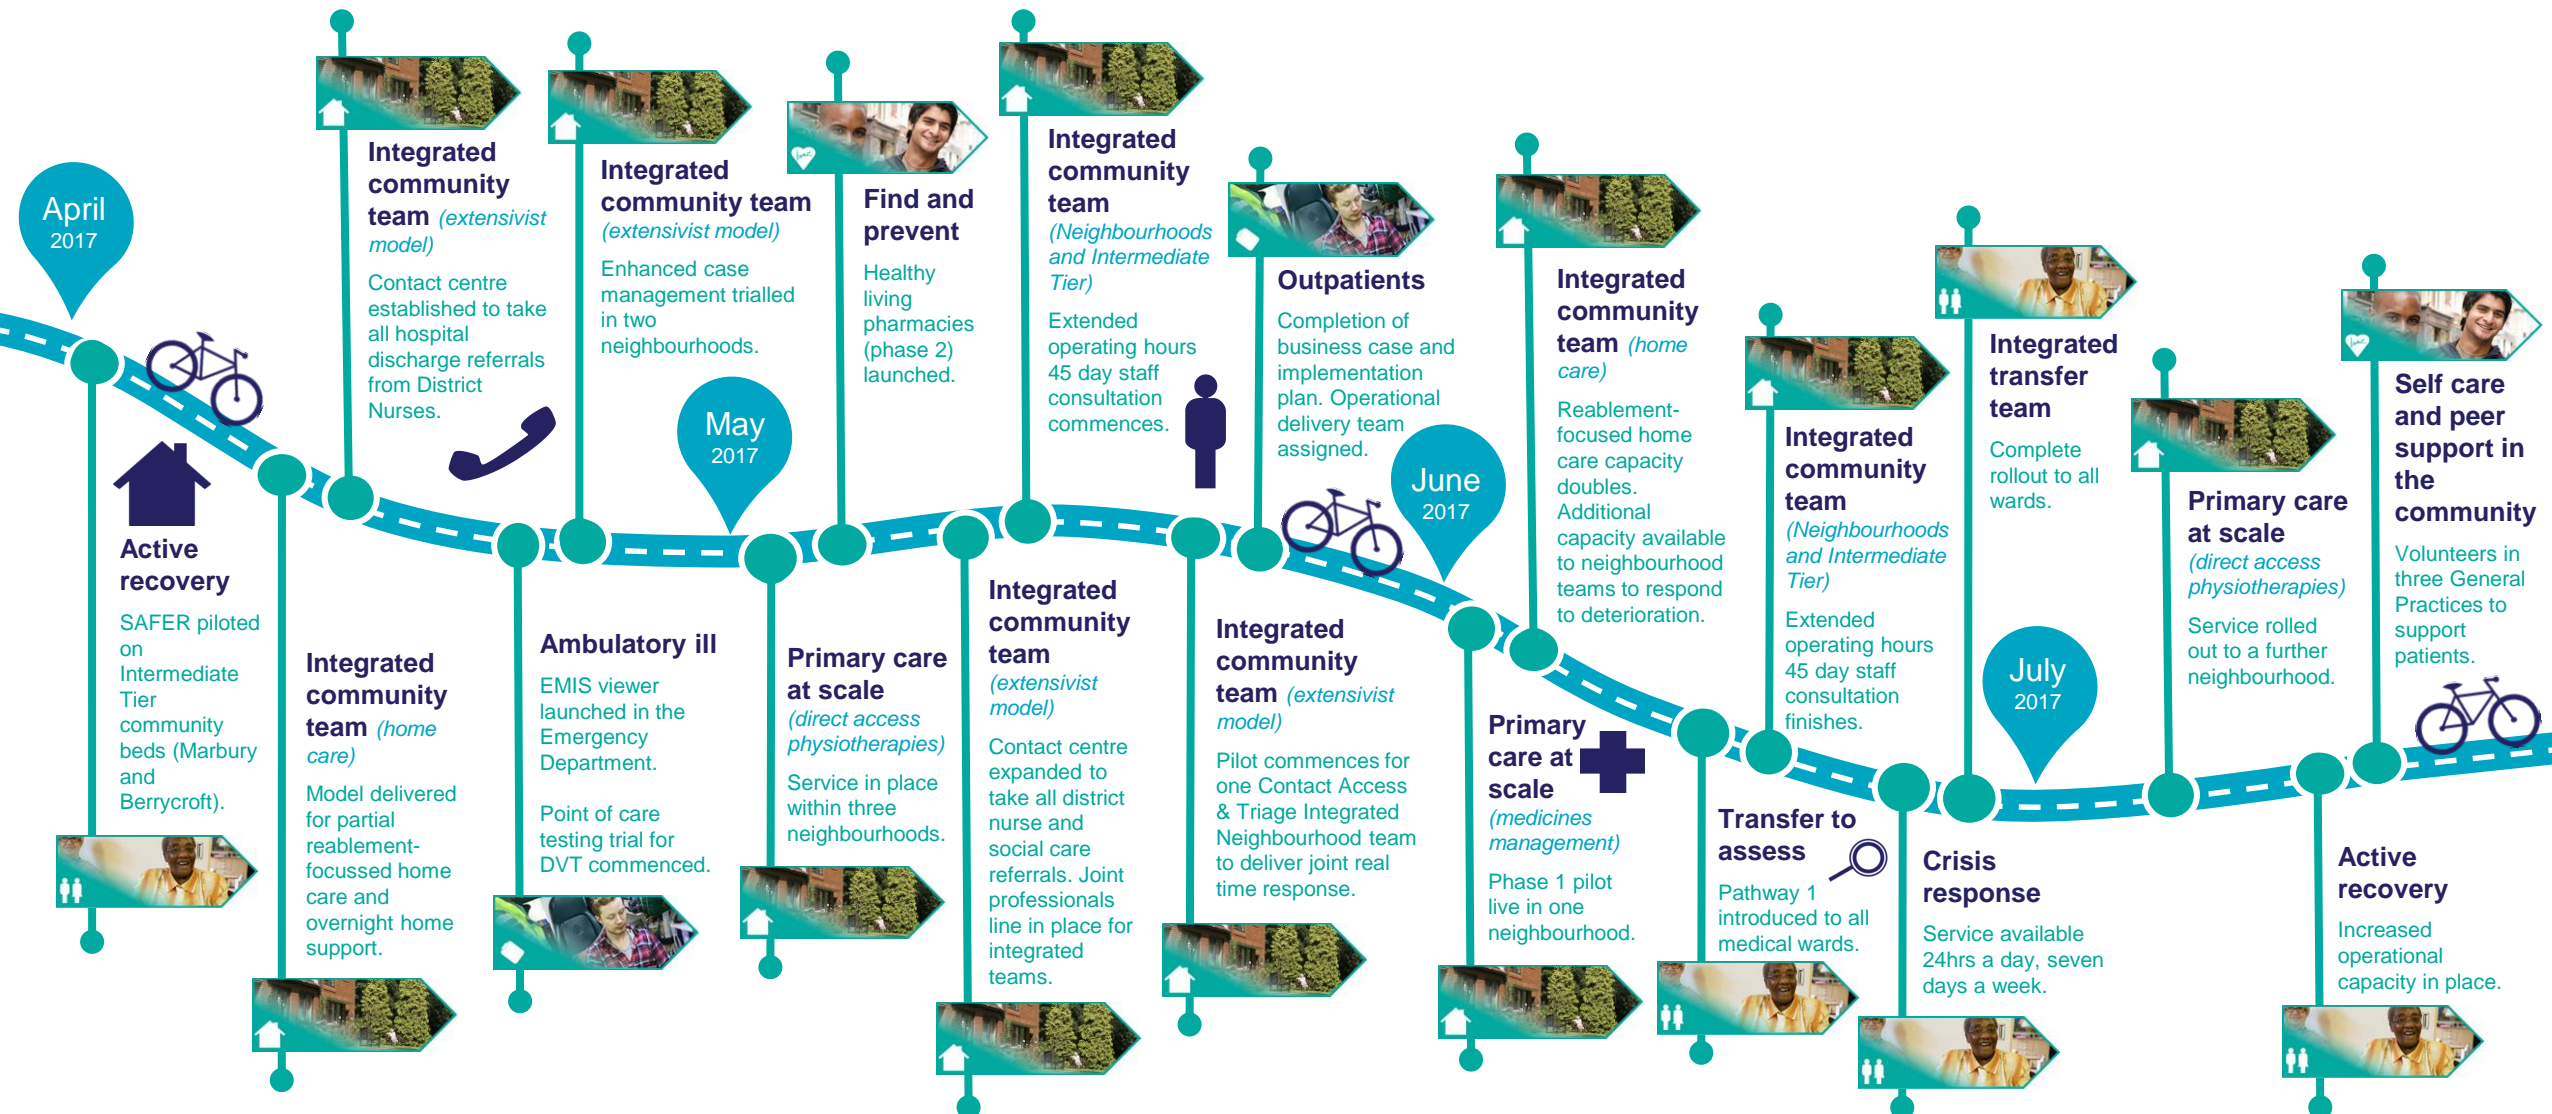 April
2017
Active
recovery
SAFER piloted
on
Intermediate
Tier
community
beds (Marbury
and
Berrycroft).
Integrated
community
team (home
care)
Model delivered
for partial
reablement-
focussed home
care and
overnight home
support.
Integrated
community
team (extensivist
model)
Contact centre
established to take
all hospital
discharge referrals
from District
Nurses.
Ambulatory ill
EMIS viewer
launched in the
Emergency
Department.
Point of care
testing trial for
DVT commenced.
Integrated
community team
(extensivist model)
Enhanced case
management trialled
in two
neighbourhoods.
May
2017
Primary care
at scale
(direct access
physiotherapies)
Service in place
within three
neighbourhoods.
Find and
prevent
Healthy
living
pharmacies
(phase 2)
launched.
Integrated
community
team
(extensivist
model)
Contact centre
expanded to
take all district
nurse and
social care
referrals. Joint
professionals
line in place for
integrated
teams.
Integrated
community
team
(Neighbourhoods
and Intermediate
Tier)
Extended
operating hours
45 day staff
consultation
commences.
Integrated
community
team (extensivist
model)
Pilot commences for
one Contact Access
& Triage Integrated
Neighbourhood team
to deliver joint real
time response.
Outpatients
Completion of
business case and
implementation
plan. Operational
delivery team
assigned.
June
2017
Primary
care at
scale
(medicines
management)
Phase 1 pilot
live in one
neighbourhood.
Integrated
community
team (home
care)
Reablement-
focused home
care capacity
doubles.
Additional
capacity available
to neighbourhood
teams to respond
to deterioration.
Transfer to
assess
Pathway 1
introduced to all
medical wards.
Integrated
community
team
(Neighbourhoods
and Intermediate
Tier)
Extended
operating hours
45 day staff
consultation
finishes.
Crisis
response
Service available
24hrs a day, seven
days a week.
Integrated
transfer
team
Complete
rollout to all
wards.
July
2017
Primary care
at scale
(direct access
physiotherapies)
Service rolled
out to a further
neighbourhood.
Active
recovery
Increased
operational
capacity in place.
Self care
and peer
support in
the
community
Volunteers in
three General
Practices to
support
patients.